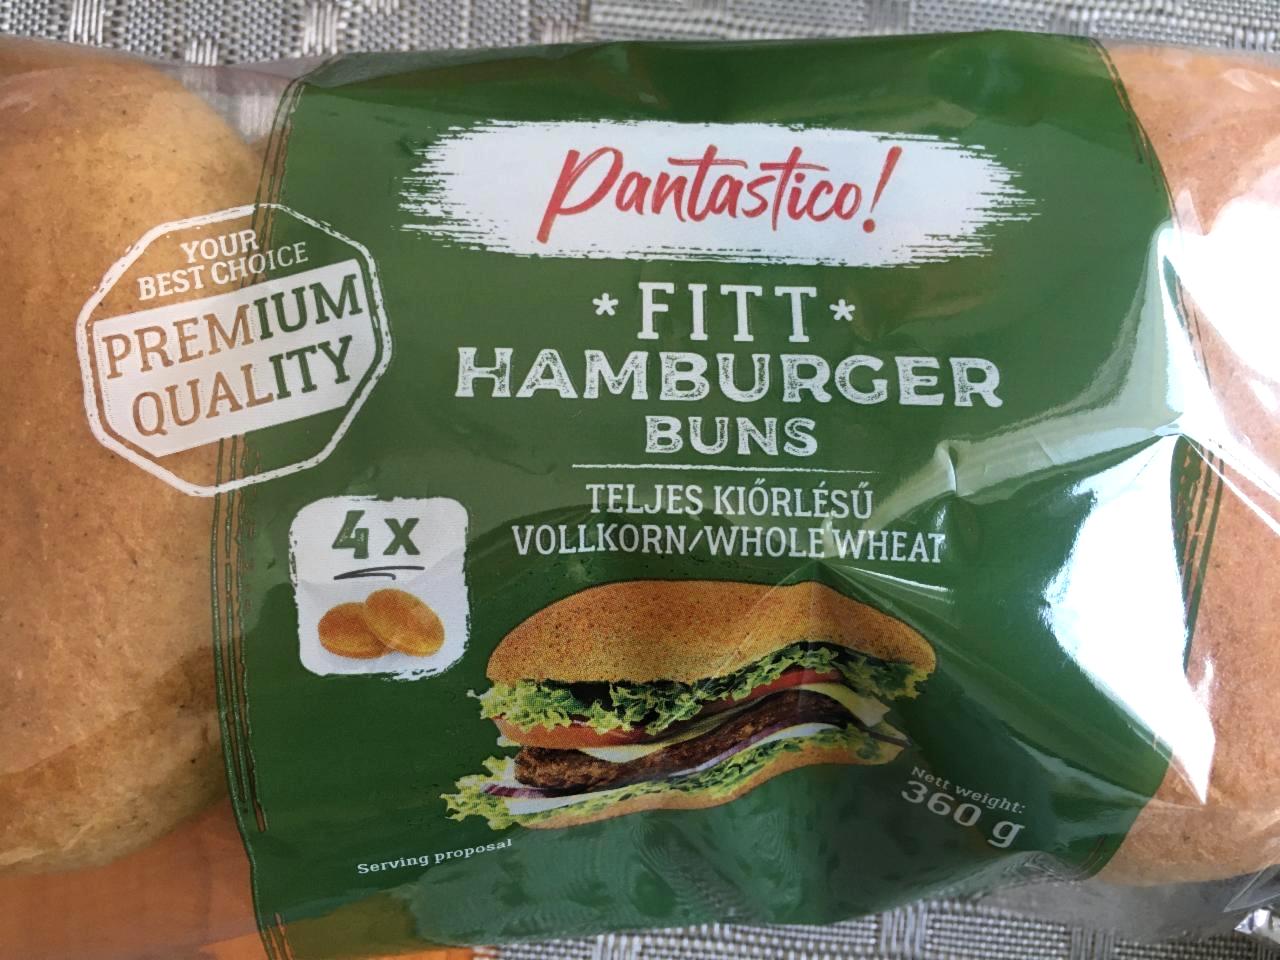 Pantastico!
YOUR
BEST CHOICE
PREMIUM
QUALITY
* FITT *
HAMBURGER
BUNS
TELJES KIŐRLÉSŰ
VOLLKORN/WHOLE WHEAT
4 x
Nett weight:
360 g
Serving proposal